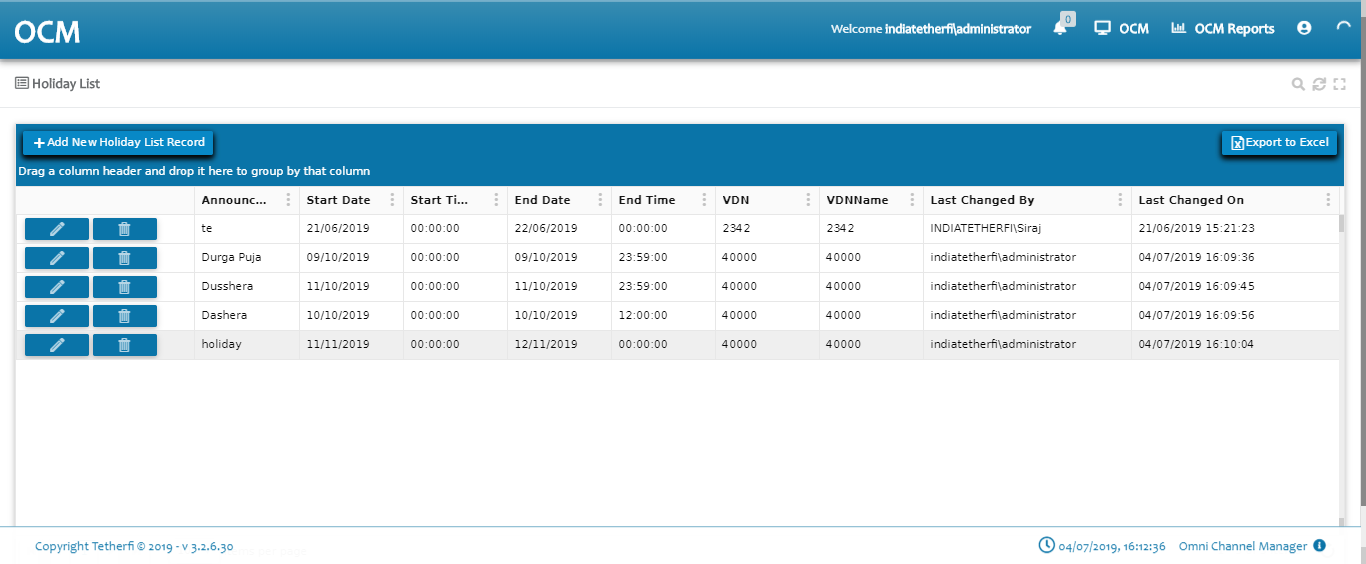 OCM
Welcome indiatetherfi\administrator
0
OCM
OCM Reports
Holiday List
Add New Holiday List Record
Export to Excel
Drag a column header and drop it here to group by that column
Announc... Start Date Start Ti... End Date End Time VDN VDNName Last Changed By Last Changed On
te 21/06/2019 00:00:00 22/06/2019 00:00:00 2342 2342 INDIATETHERFI\Siraj 21/06/2019 15:21:23
Durga Puja 09/10/2019 00:00:00 09/10/2019 23:59:00 40000 40000 indiatetherfi\administrator 04/07/2019 16:09:36
Dusshera 11/10/2019 00:00:00 11/10/2019 23:59:00 40000 40000 indiatetherfi\administrator 04/07/2019 16:09:45
Dashera 10/10/2019 00:00:00 10/10/2019 12:00:00 40000 40000 indiatetherfi\administrator 04/07/2019 16:09:56
holiday 11/11/2019 00:00:00 12/11/2019 00:00:00 40000 40000 indiatetherfi\administrator 04/07/2019 16:10:04
Copyright Tetherfi © 2019 - v 3.2.6.30
04/07/2019, 16:12:36 Omni Channel Manager